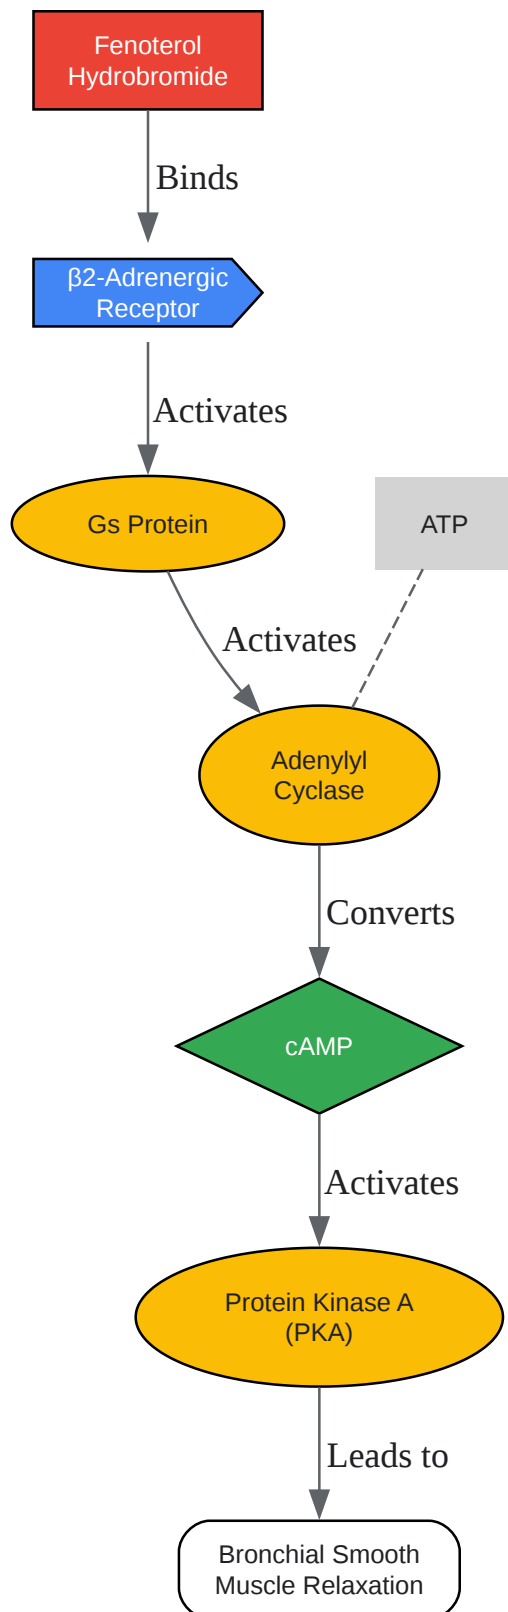 Fenoterol
Hydrobromide
Binds
β2-Adrenergic
Receptor
Activates
Gs Protein
ATP
Activates
Adenylyl
Cyclase
Converts
cAMP
Activates
Protein Kinase A
(PKA)
Leads to
Bronchial Smooth
Muscle Relaxation